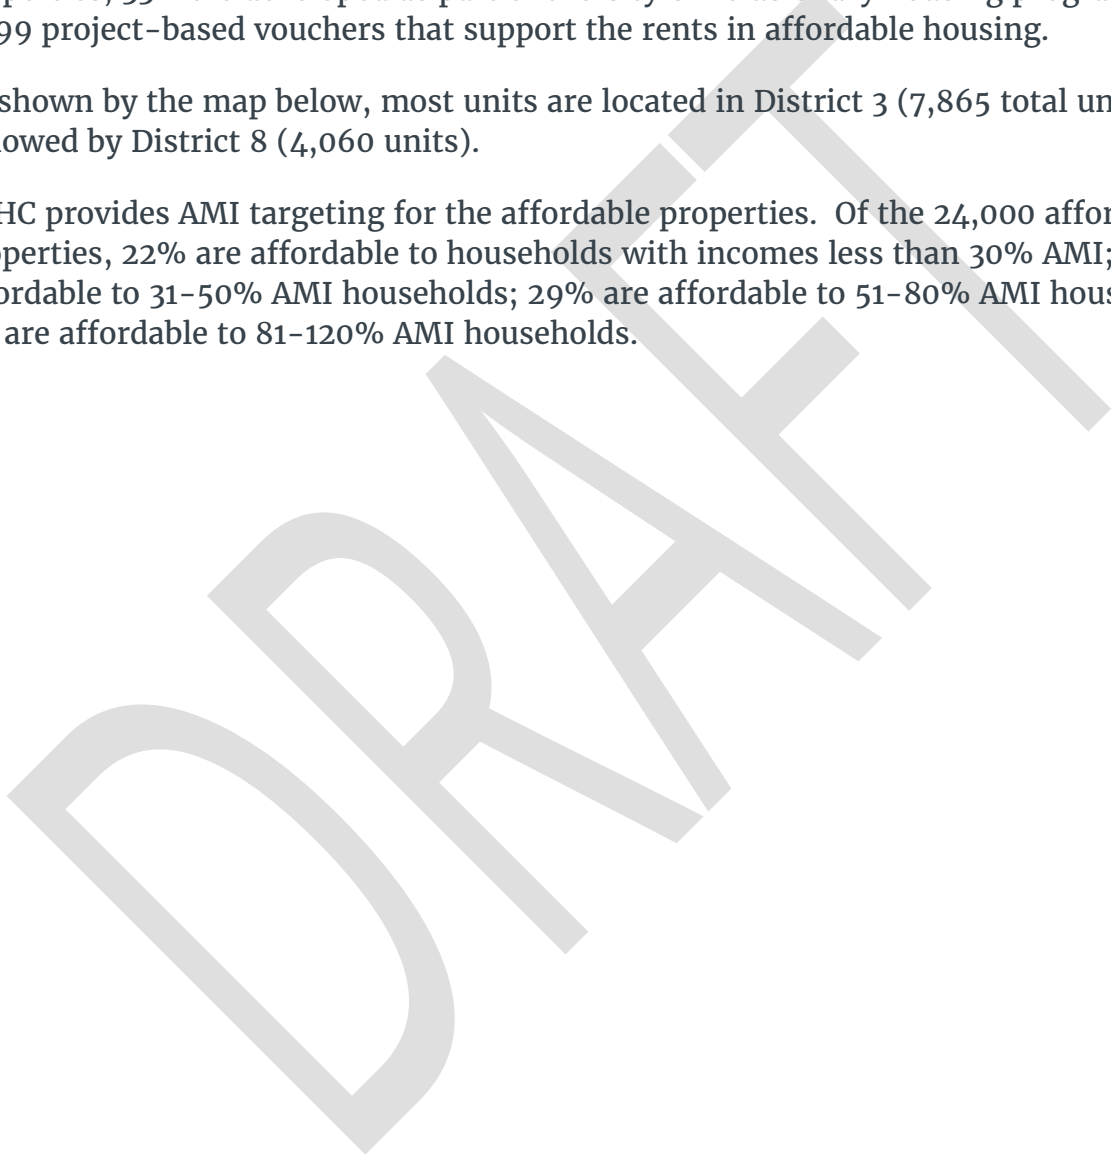 99 project-based vouchers that support the rents in affordable housing.
shown by the map below, most units are located in District 3 (7,865 total un
lowed by District 8 (4,060 units).
HC provides AMI targeting for the affordable properties.  Of the 24,000 affor
perties, 22% are affordable to households with incomes less than 30% AMI;
ordable to 31-50% AMI households; 29% are affordable to 51-80% AMI hous
are affordable to 81-120% AMI households.
DRAFT